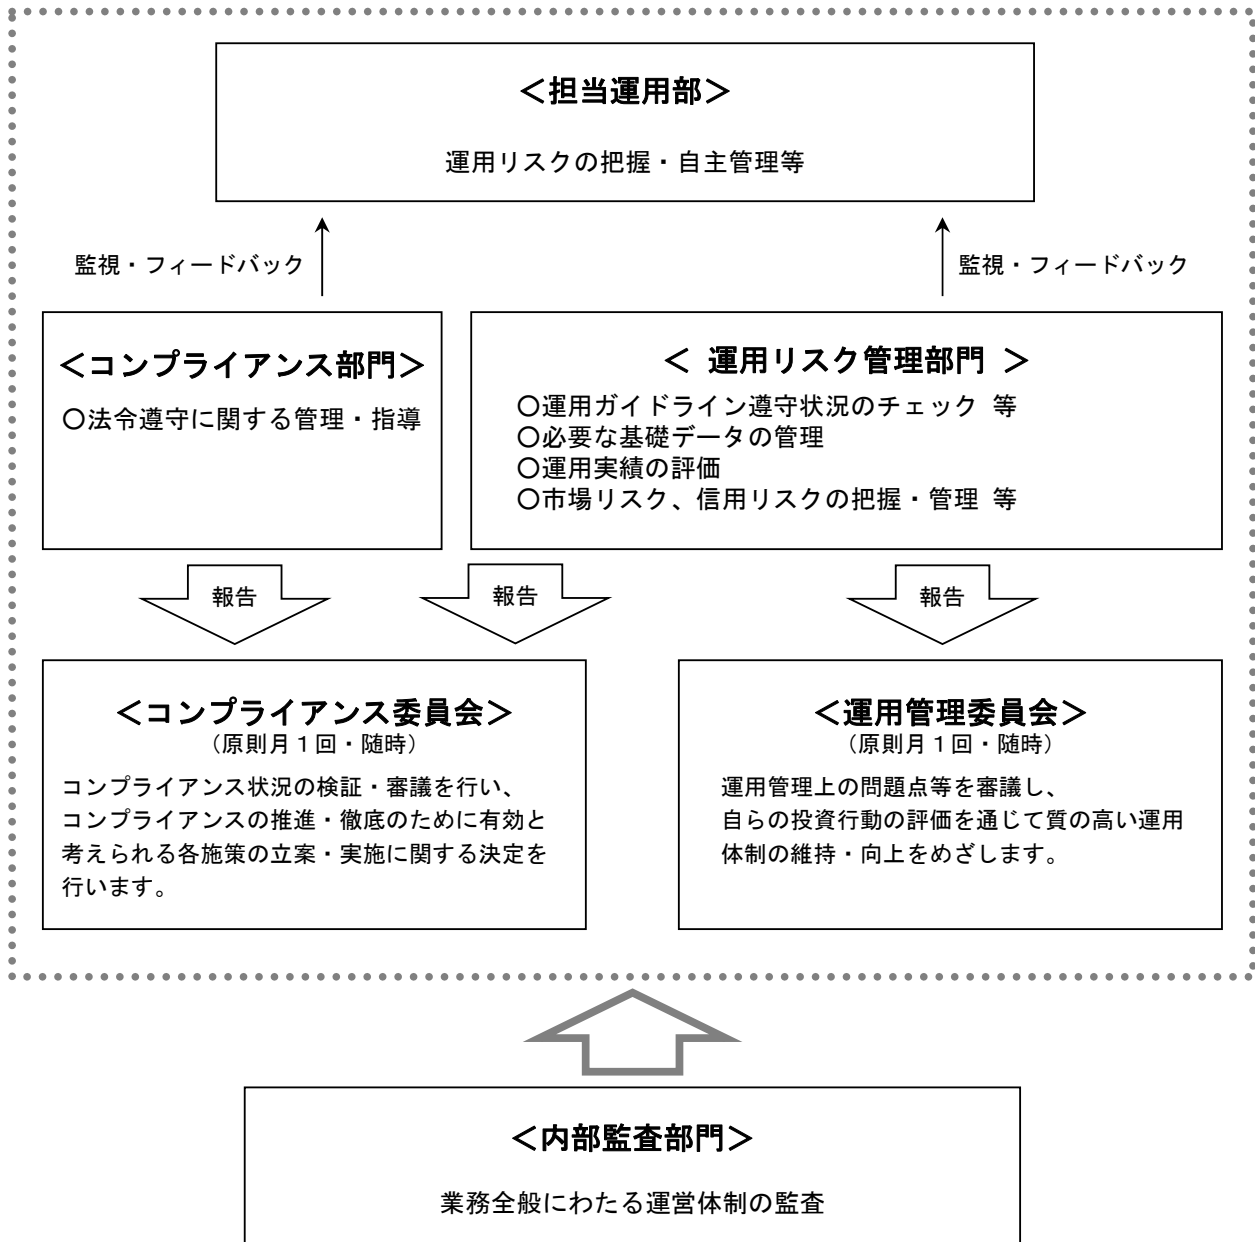 ＜担当運用部＞
運用リスクの把握・自主管理等
監視・フィードバック
監視・フィードバック
＜コンプライアンス部門＞
○法令遵守に関する管理・指導
＜ 運用リスク管理部門 ＞
○運用ガイドライン遵守状況のチェック 等
○必要な基礎データの管理
○運用実績の評価
○市場リスク、信用リスクの把握・管理 等
報告
報告
報告
＜コンプライアンス委員会＞
（原則月１回・随時）
コンプライアンス状況の検証・審議を行い、
コンプライアンスの推進・徹底のために有効と
考えられる各施策の立案・実施に関する決定を
行います。
＜運用管理委員会＞
（原則月１回・随時）
運用管理上の問題点等を審議し、
自らの投資行動の評価を通じて質の高い運用
体制の維持・向上をめざします。
＜内部監査部門＞
業務全般にわたる運営体制の監査